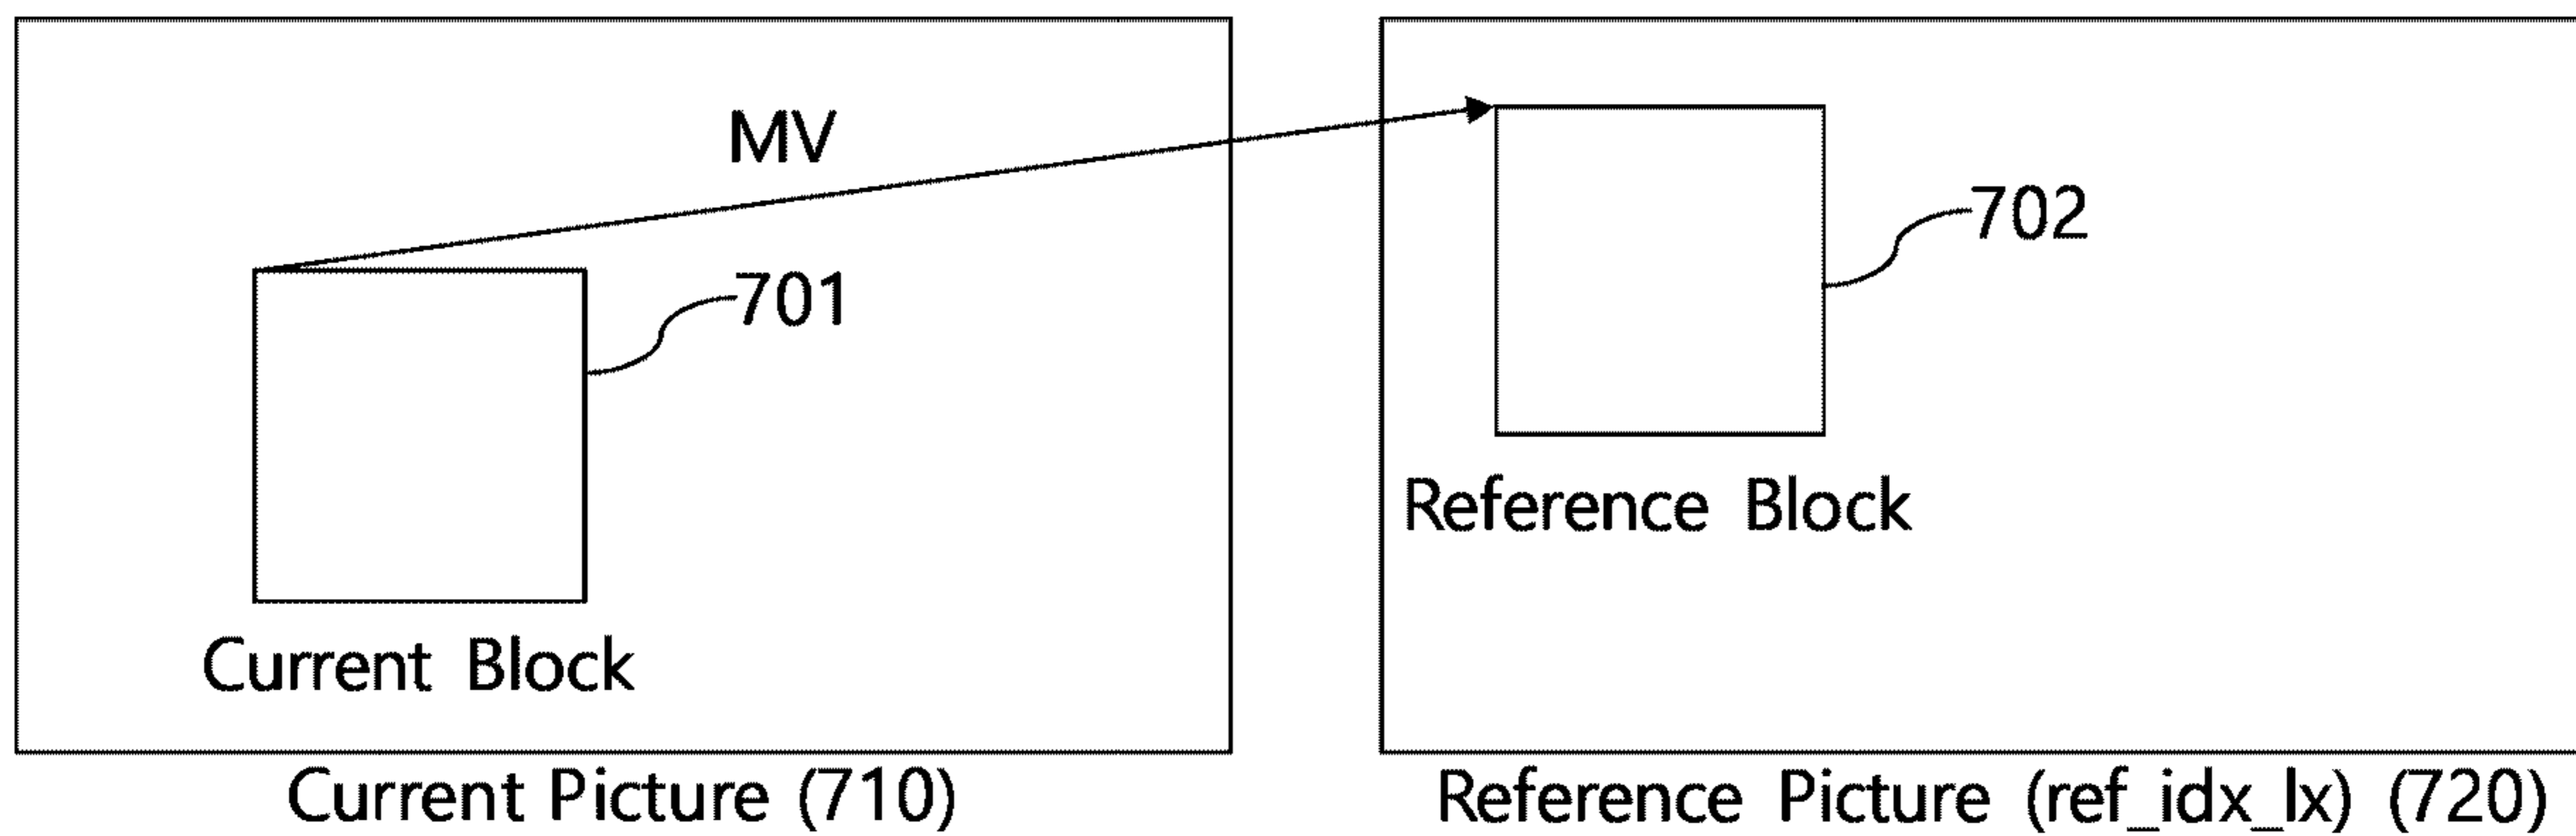 MV
701
Current Block
Current Picture (710)
702
Reference Block
Reference Picture (ref_idx_lx) (720)